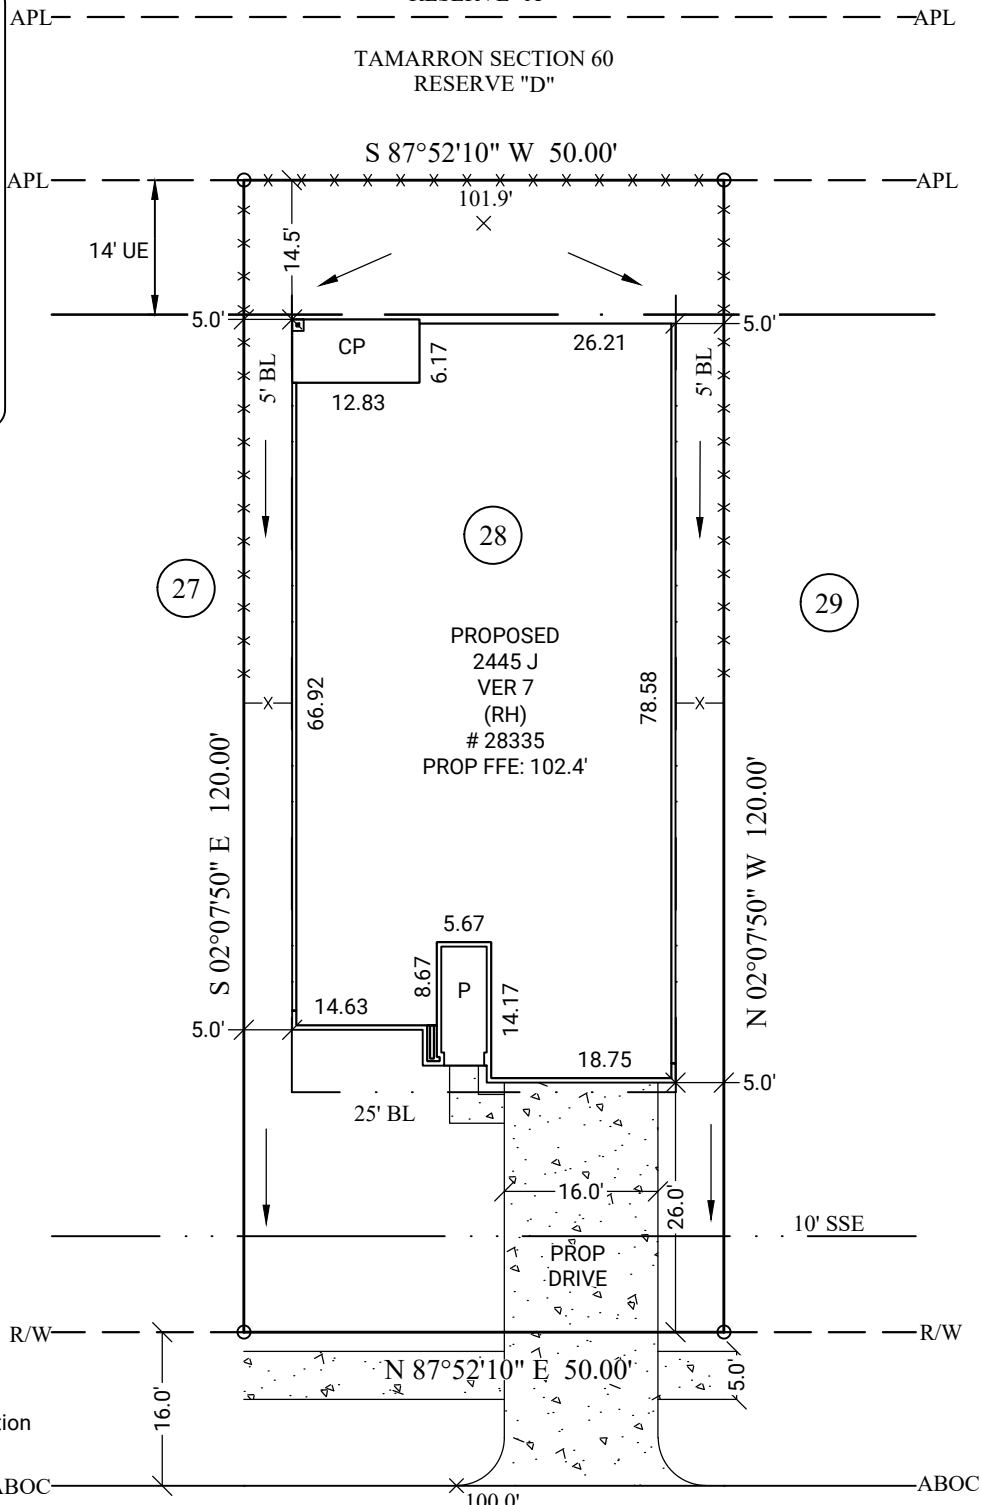 APL APL
TAMARRON SECTION 60
RESERVE "D"
S 87°52'10" W 50.00'
APL APL
101.9'
14' UE
14.5'
5.0' 5.0'
CP
26.21
6.17
5' BL
5' BL
12.83
28
27
29
PROPOSED
2445 J
VER 7
(RH)
# 28335
PROP FFE: 102.4'
66.92
78.58
S 02°07'50" E 120.00'
N 02°07'50" W 120.00'
5.67
8.67
P
14.17
14.63
5.0'
18.75
5.0'
25' BL
16.0'
26.0'
10' SSE
PROP
DRIVE
R/W R/W
N 87°52'10" E 50.00'
5.0'
16.0'
ABOC
100.0'